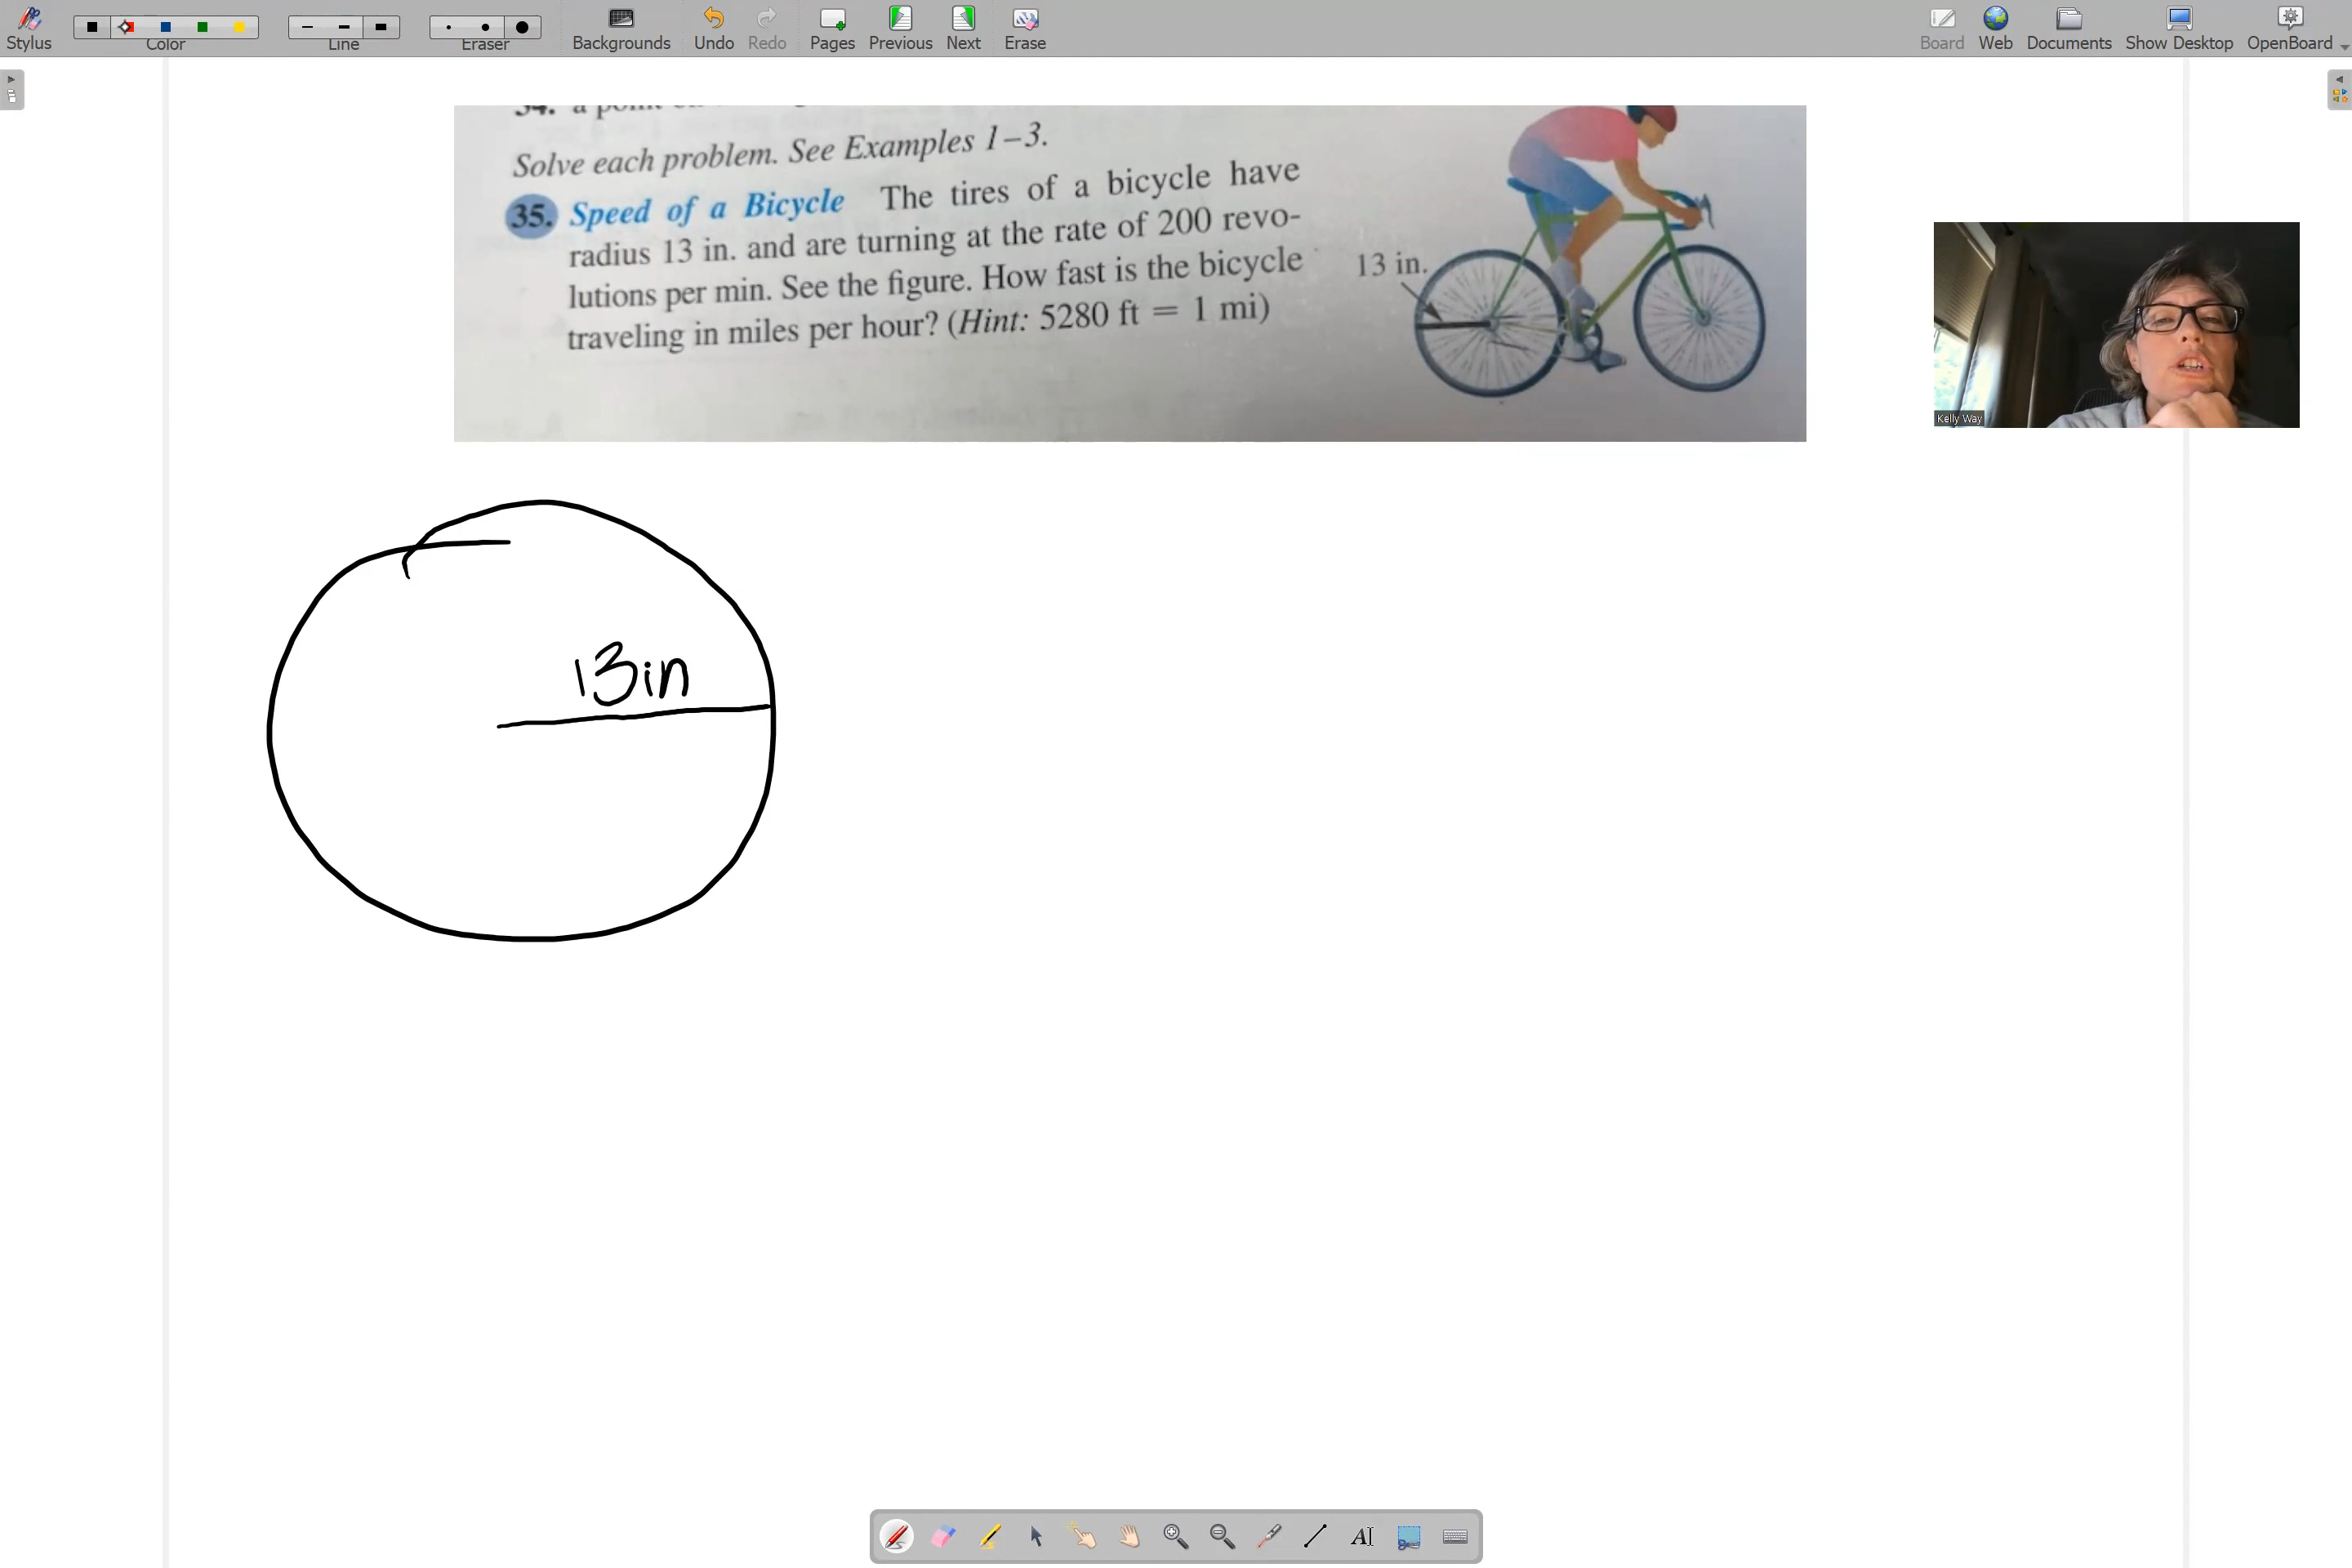 Stylus
Color
Line
Eraser
Backgrounds
Undo
Redo
Pages
Previous
Next
Erase
Board
Web
Documents
Show Desktop
OpenBoard
34. a
Solve each problem. See Examples 1–3.
35. Speed of a Bicycle The tires of a bicycle have
radius 13 in. and are turning at the rate of 200 revo-
lutions per min. See the figure. How fast is the bicycle
traveling in miles per hour? (Hint: 5280 ft = 1 mi)
13 in.
Kelly Way
13in